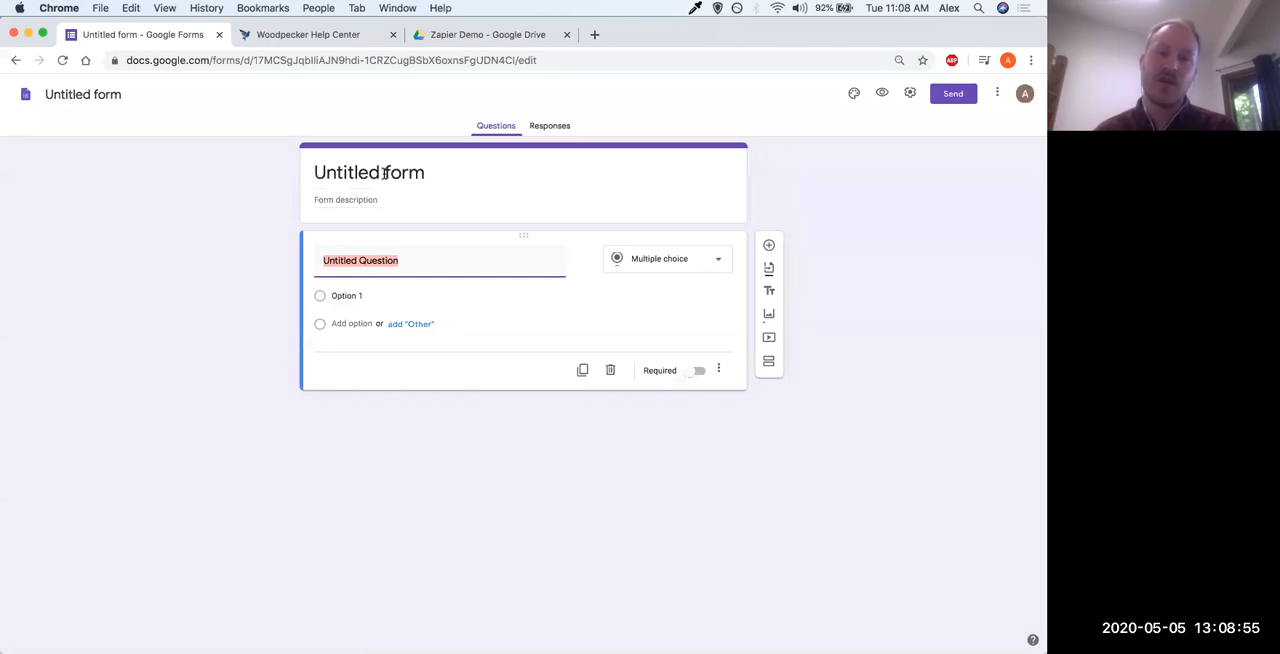 Chrome File Edit View History Bookmarks People Tab Window Help 92% Tue 11:08 AM Alex
Untitled form - Google Forms Woodpecker Help Center Zapier Demo - Google Drive
docs.google.com/forms/d/17MCSgJqbIliAJN9hdi-1CRZCugBSbX6oxnsFgUDN4CI/edit ABP A
Untitled form Send A
Questions Responses
Untitled form
Form description
Untitled Question Multiple choice
Option 1
Add option or add "Other"
Required
Tт
2020-05-05 13:08:55